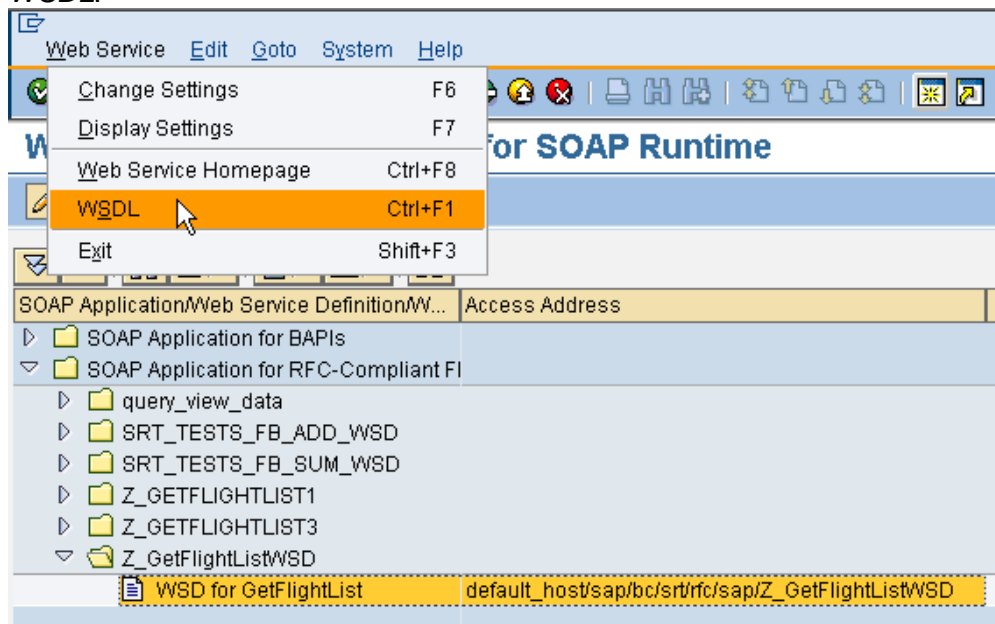 WSDL.
Web Service Edit Goto System Help
Change Settings F6
Display Settings F7
for SOAP Runtime
Web Service Homepage Ctrl+F8
WSDL Ctrl+F1
Exit Shift+F3
SOAP Application/Web Service Definition/W... Access Address
SOAP Application for BAPIs
SOAP Application for RFC-Compliant F
query_view_data
SRT_TESTS_FB_ADD_WSD
SRT_TESTS_FB_SUM_WSD
Z_GETFLIGHTLIST1
Z_GETFLIGHTLIST3
Z_GetFlightListWSD
WSD for GetFlightList default_host/sap/bc/srt/rfc/sap/Z_GetFlightListWSD